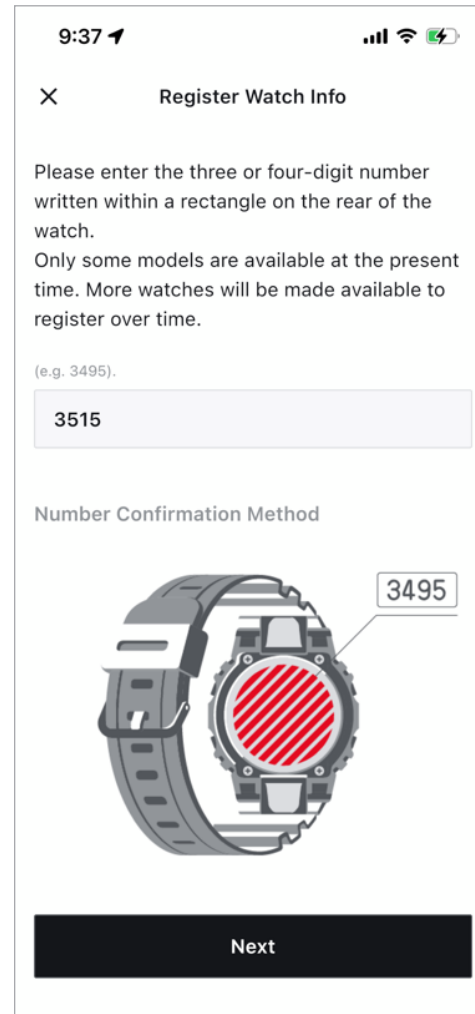 9:37
Register Watch Info
Please enter the three or four-digit number
written within a rectangle on the rear of the
watch.
Only some models are available at the present
time. More watches will be made available to
register over time.
(e.g. 3495).
3515
Number Confirmation Method
3495
Next